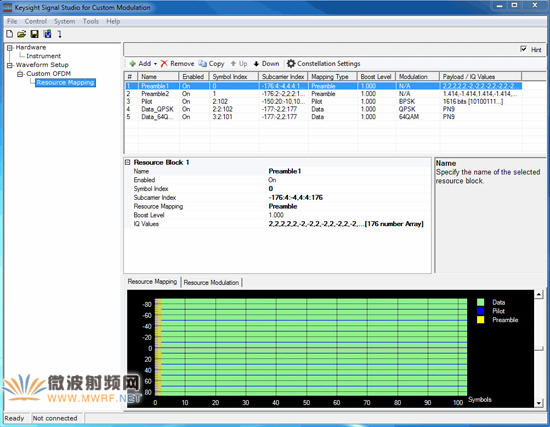 Keysight Signal Studio for Custom Modulation
File Control System Tools Help
Hardware
Instrument
Waveform Setup
Custom OFDM
Resource Mapping
Hint
Add Remove Copy Up Down Constellation Settings
# Name Enabled Symbol Index Subcarrier Index Mapping Type Boost Level Modulation Payload / IQ Values
1 Preamble1 On 0 -176:4:-4,4:4:1... Preamble 1.000 N/A 2,2,2,2,2,-2,-2,2,-2,-2,2,-2,...
2 Preamble2 On 1 -176:2:-2,2:2:1... Preamble 1.000 N/A 1.414,-1.414,1.414,-1.414,...
3 Pilot On 2:102 -150:20:-10,10... Pilot 1.000 BPSK 1616 bits [10100111...]
4 Data_QPSK On 2:2:102 -177:-2,2:177 Data 1.000 QPSK PN9
5 Data_64Q... On 3:2:101 -177:-2,2:177 Data 1.000 64QAM PN9
Resource Block 1
Name Preamble1
Enabled On
Symbol Index 0
Subcarrier Index -176:4:-4,4:4:176
Resource Mapping Preamble
Boost Level 1.000
IQ Values 2,2,2,2,2,-2,-2,2,-2,-2,2,-2,...[176 number Array]
Name
Specify the name of the selected
resource block.
Resource Mapping Resource Modulation
-80
-60
-40
-20
0
20
40
60
80
0 10 20 30 40 50 60 70 80 90 100
Symbols
Data
Pilot
Preamble
微波射频网
WWW.MWRF.NET
Ready Not connected